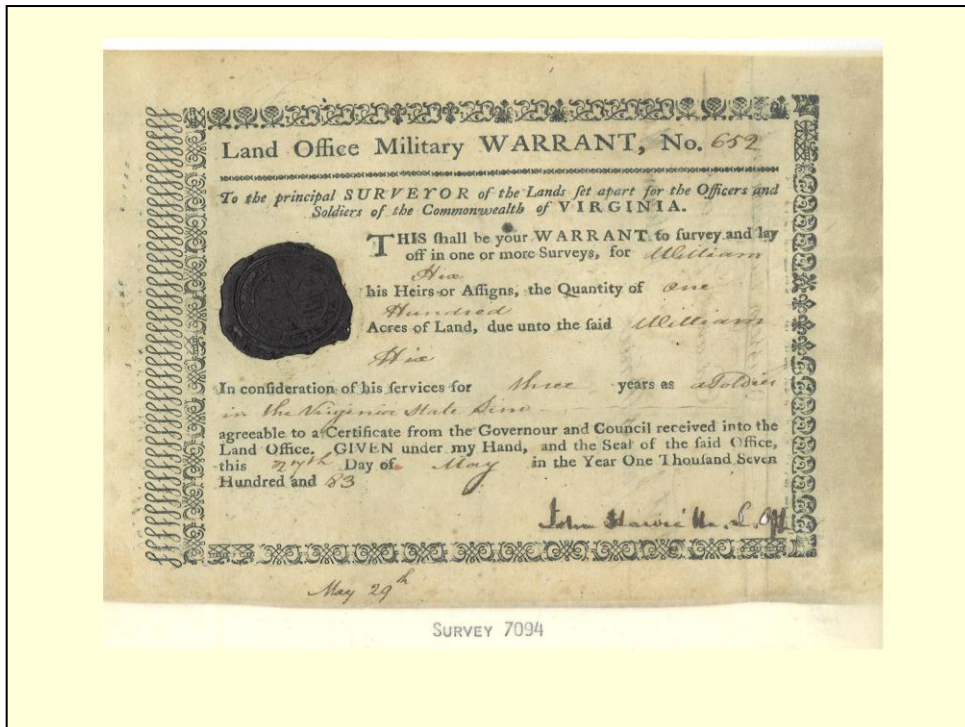 Land Office Military WARRANT, No. 652
To the principal SURVEYOR of the Lands ſet apart for the Officers and
Soldiers of the Commonwealth of VIRGINIA.
THIS ſhall be your WARRANT to ſurvey and lay
off in one or more Surveys, for William
Hix
his Heirs or Aſſigns, the Quantity of One
Hundred
Acres of Land, due unto the ſaid William
Hix
In conſideration of his ſervices for three years as a Soldier
in the Virginia State Line
agreeable to a Certificate from the Governour and Council received into the
Land Office. GIVEN under my Hand, and the Seal of the ſaid Office,
this Day of May in the Year One Thouſand Seven
Hundred and 83
John
May 29th
SURVEY 7094